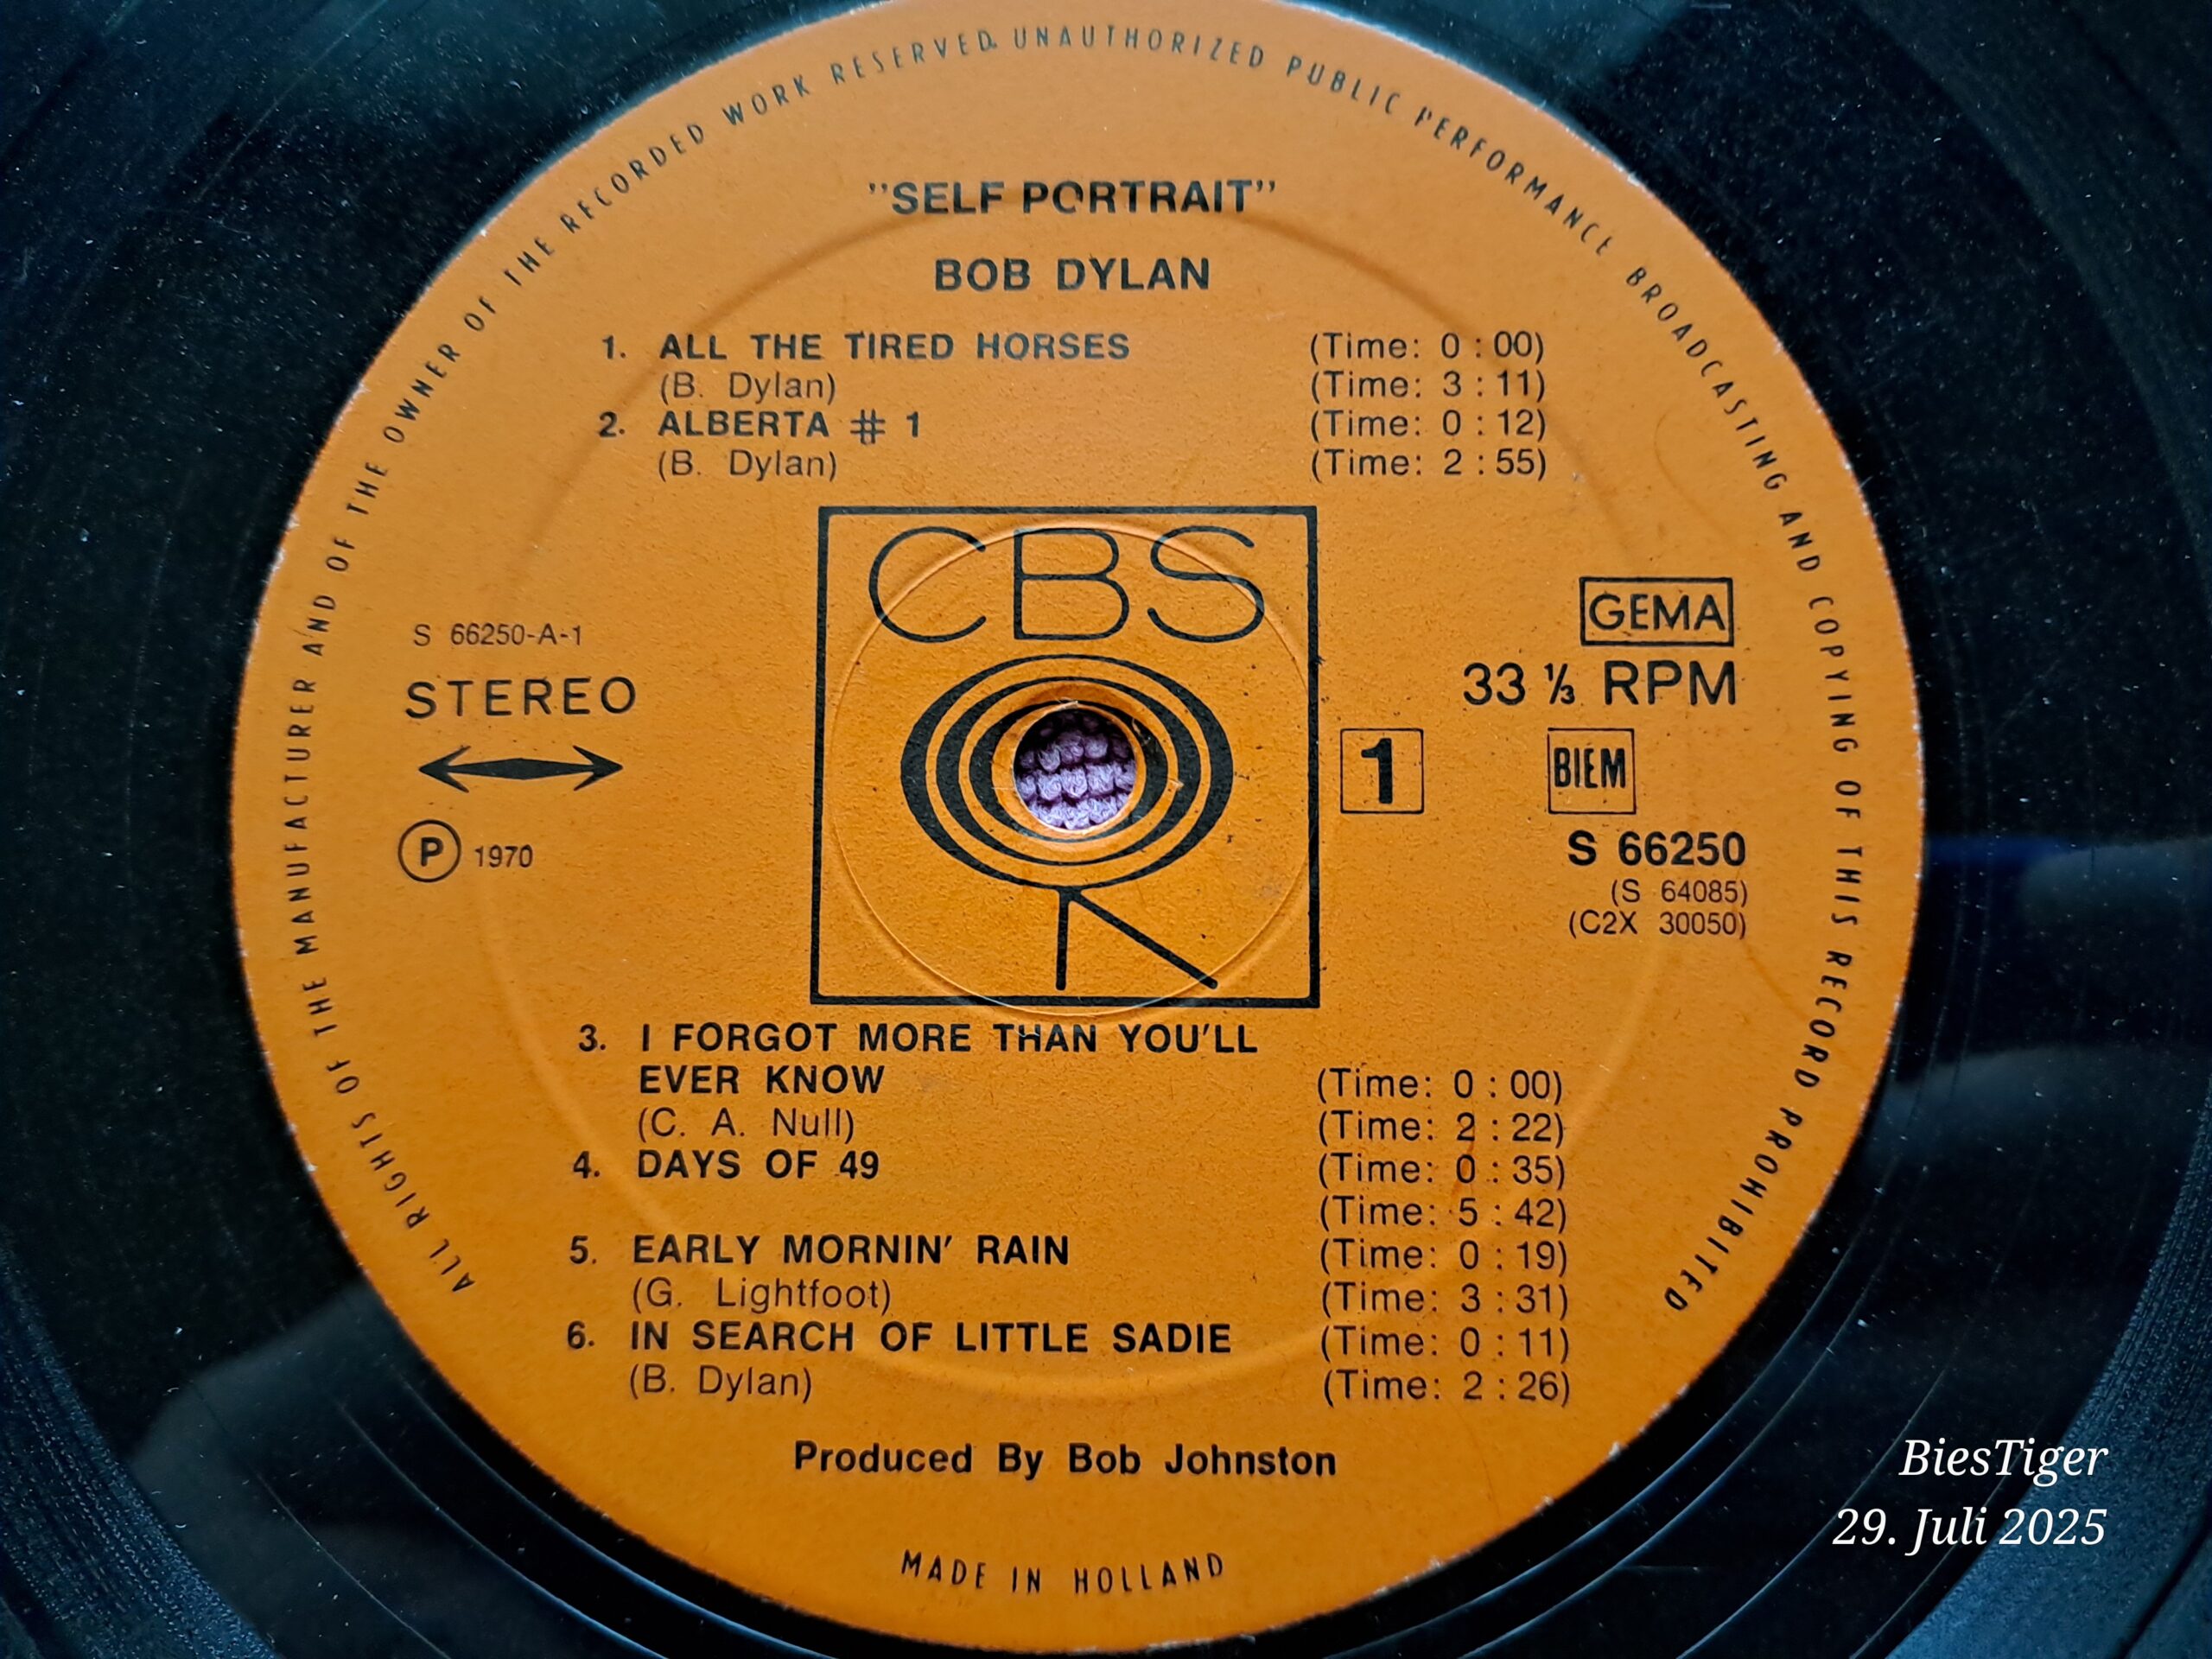 ALL RIGHTS OF THE MANUFACTURER AND OF THE OWNER OF THE RECORDED WORK RESERVED. UNAUTHORIZED PUBLIC PERFORMANCE BROADCASTING AND COPYING OF THIS RECORD PROHIBITED
"SELF PORTRAIT"
BOB DYLAN
1. ALL THE TIRED HORSES (Time: 0 : 00)
(B. Dylan) (Time: 3 : 11)
2. ALBERTA # 1 (Time: 0 : 12)
(B. Dylan) (Time: 2 : 55)
CBS
GEMA
S 66250-A-1
STEREO
33 ⅓ RPM
1
BIEM
Ⓟ 1970
S 66250
(S 64085)
(C2X 30050)
3. I FORGOT MORE THAN YOU'LL
EVER KNOW (Time: 0 : 00)
(C. A. Null) (Time: 2 : 22)
4. DAYS OF 49 (Time: 0 : 35)
(Time: 5 : 42)
5. EARLY MORNIN' RAIN (Time: 0 : 19)
(G. Lightfoot) (Time: 3 : 31)
6. IN SEARCH OF LITTLE SADIE (Time: 0 : 11)
(B. Dylan) (Time: 2 : 26)
Produced By Bob Johnston
MADE IN HOLLAND
BiesTiger
29. Juli 2025